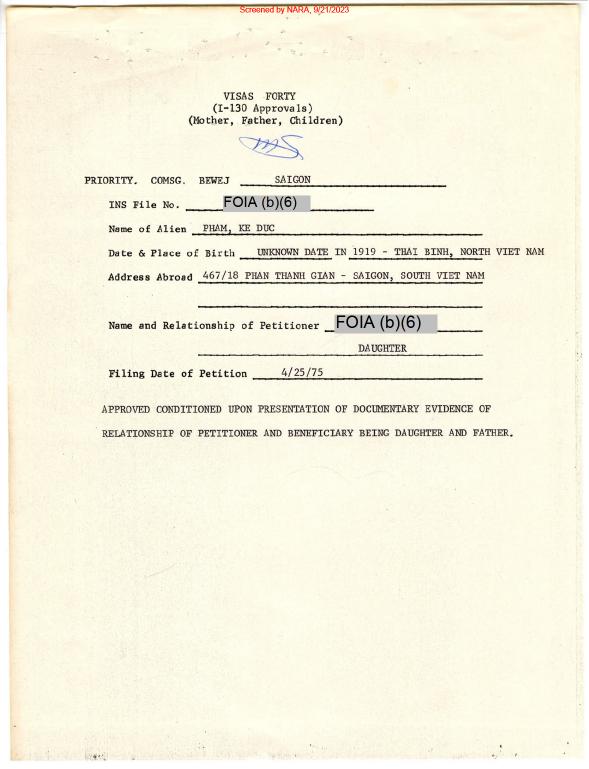 Screened by NARA, 9/21/2023
VISAS FORTY
(I-130 Approvals)
(Mother, Father, Children)
PRIORITY. COMSG. BEWEJ SAIGON
INS File No. FOIA (b)(6)
Name of Alien PHAM, KE DUC
Date & Place of Birth UNKNOWN DATE IN 1919 - THAI BINH, NORTH VIET NAM
Address Abroad 467/18 PHAN THANH GIAN - SAIGON, SOUTH VIET NAM
Name and Relationship of Petitioner FOIA (b)(6)
DAUGHTER
Filing Date of Petition 4/25/75
APPROVED CONDITIONED UPON PRESENTATION OF DOCUMENTARY EVIDENCE OF
RELATIONSHIP OF PETITIONER AND BENEFICIARY BEING DAUGHTER AND FATHER.